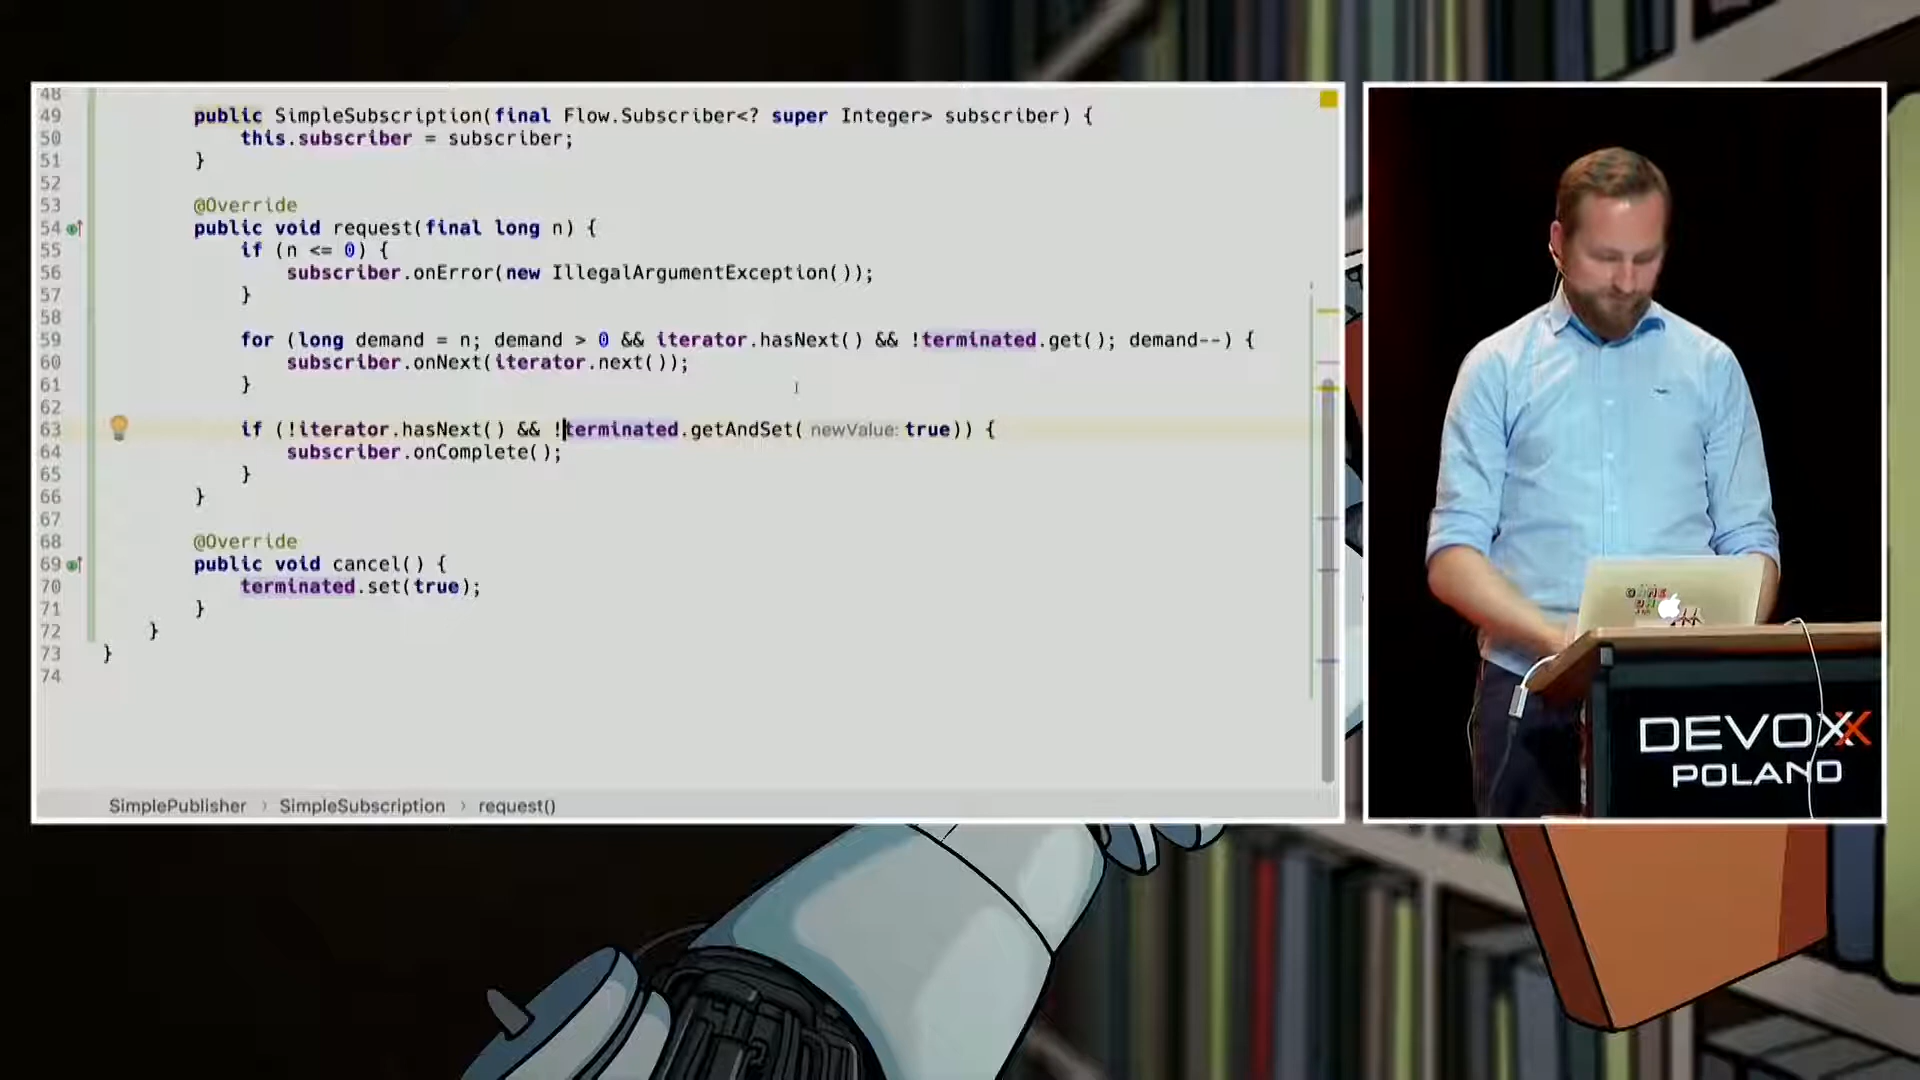 48
49 public SimpleSubscription(final Flow.Subscriber<? super Integer> subscriber) {
50 this.subscriber = subscriber;
51 }
52
53 @Override
54 public void request(final long n) {
55 if (n <= 0) {
56 subscriber.onError(new IllegalArgumentException());
57 }
58
59 for (long demand = n; demand > 0 && iterator.hasNext() && !terminated.get(); demand--) {
60 subscriber.onNext(iterator.next());
61 }
62
63 if (!iterator.hasNext() && !terminated.getAndSet( newValue: true)) {
64 subscriber.onComplete();
65 }
66 }
67
68 @Override
69 public void cancel() {
70 terminated.set(true);
71 }
72 }
73 }
74
SimplePublisher › SimpleSubscription › request()
DEVOXX
POLAND